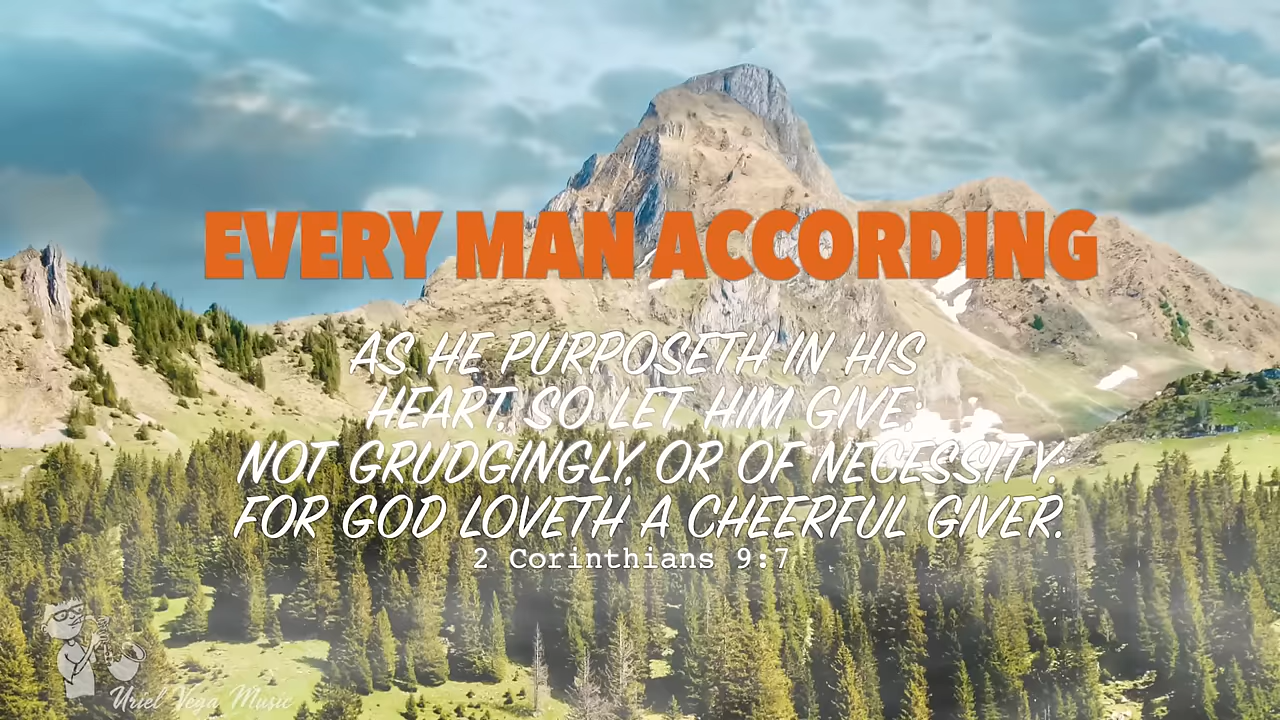 EVERY MAN ACCORDING
AS HE PURPOSETH IN HIS
HEART, SO LET HIM GIVE;
NOT GRUDGINGLY, OR OF NECESSITY:
FOR GOD LOVETH A CHEERFUL GIVER.
2 Corinthians 9:7
Uriel Vega Music